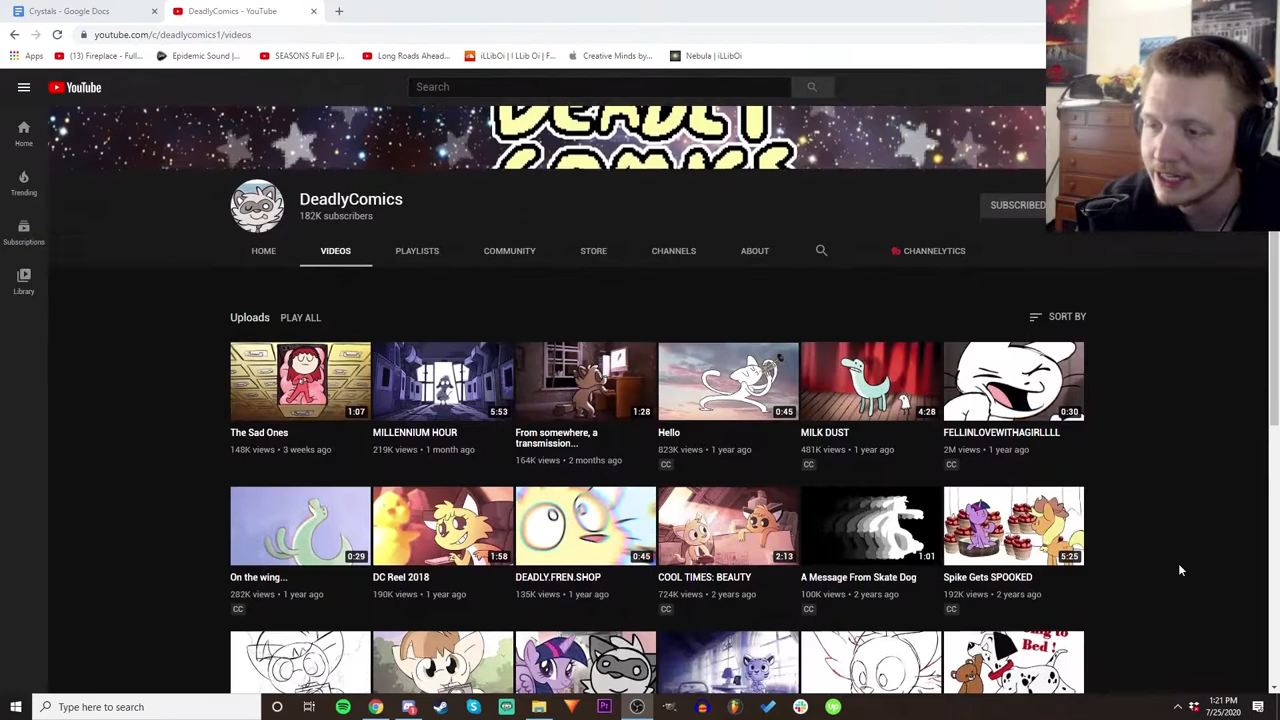 Crystals - Google Docs
DeadlyComics - YouTube
youtube.com/c/deadlycomics1/videos
Apps
(13) Fireplace - Full...
Epidemic Sound |...
SEASONS Full EP |...
Long Roads Ahead...
iLLibOi | I LLib Oi | F...
Creative Minds by...
Nebula | iLLibOi
YouTube
Search
DEADLY
COMICS
Home
Trending
Subscriptions
Library
DeadlyComics
182K subscribers
SUBSCRIBED
HOME
VIDEOS
PLAYLISTS
COMMUNITY
STORE
CHANNELS
ABOUT
CHANNELYTICS
Uploads
PLAY ALL
SORT BY
1:07
5:53
1:28
0:45
4:28
0:30
The Sad Ones
148K views • 3 weeks ago
MILLENNIUM HOUR
219K views • 1 month ago
From somewhere, a
transmission...
164K views • 2 months ago
Hello
823K views • 1 year ago
CC
MILK DUST
481K views • 1 year ago
CC
FELLINLOVEWITHAGIRLLLL
2M views • 1 year ago
CC
0:29
1:58
0:45
2:13
1:01
5:25
On the wing...
282K views • 1 year ago
CC
DC Reel 2018
190K views • 1 year ago
DEADLY.FREN.SHOP
135K views • 1 year ago
COOL TIMES: BEAUTY
724K views • 2 years ago
CC
A Message From Skate Dog
100K views • 2 years ago
CC
Spike Gets SPOOKED
192K views • 2 years ago
CC
to
Bed!
Type here to search
Pr
Up
1:21 PM
7/25/2020